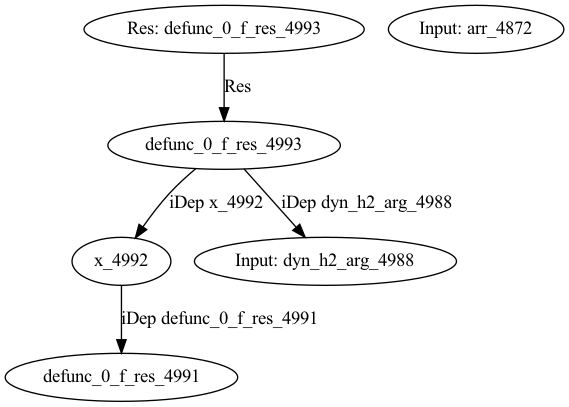 Res: defunc_0_f_res_4993
Input: arr_4872
Res
defunc_0_f_res_4993
iDep x_4992
iDep dyn_h2_arg_4988
x_4992
Input: dyn_h2_arg_4988
iDep defunc_0_f_res_4991
defunc_0_f_res_4991